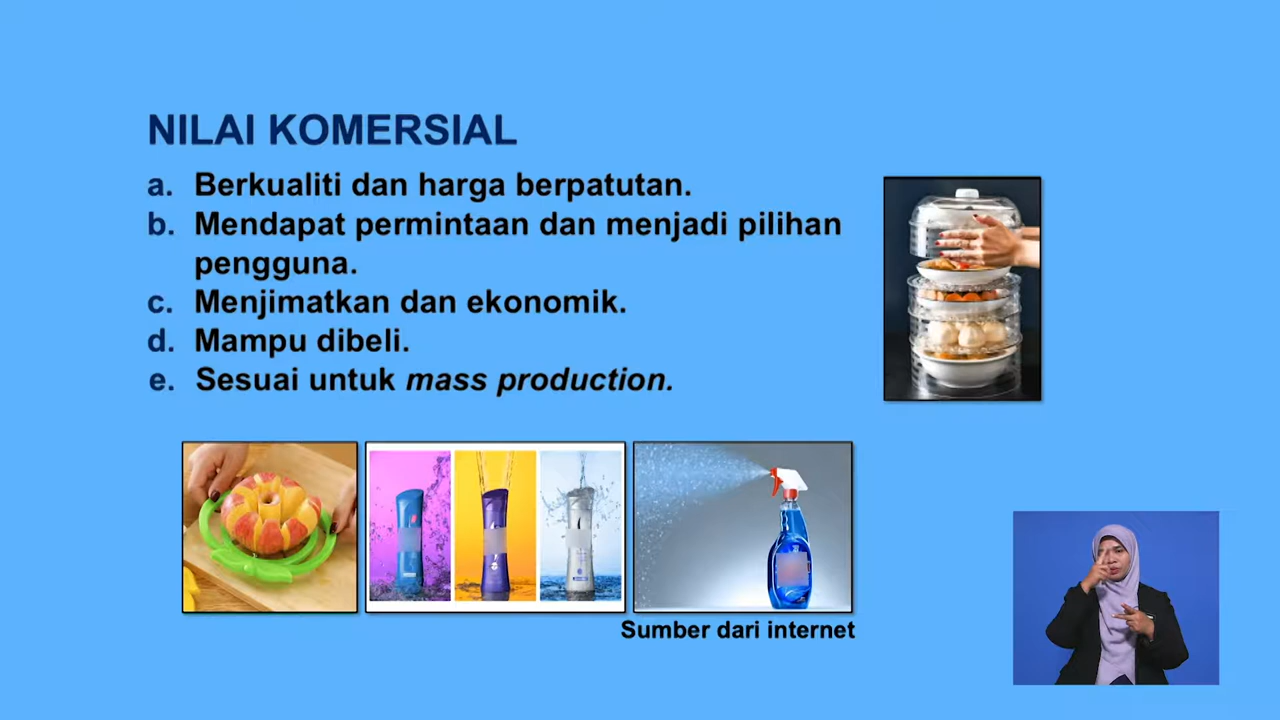 NILAI KOMERSIAL
a. Berkualiti dan harga berpatutan.
b. Mendapat permintaan dan menjadi pilihan
pengguna.
c. Menjimatkan dan ekonomik.
d. Mampu dibeli.
e. Sesuai untuk mass production.
Sumber dari internet